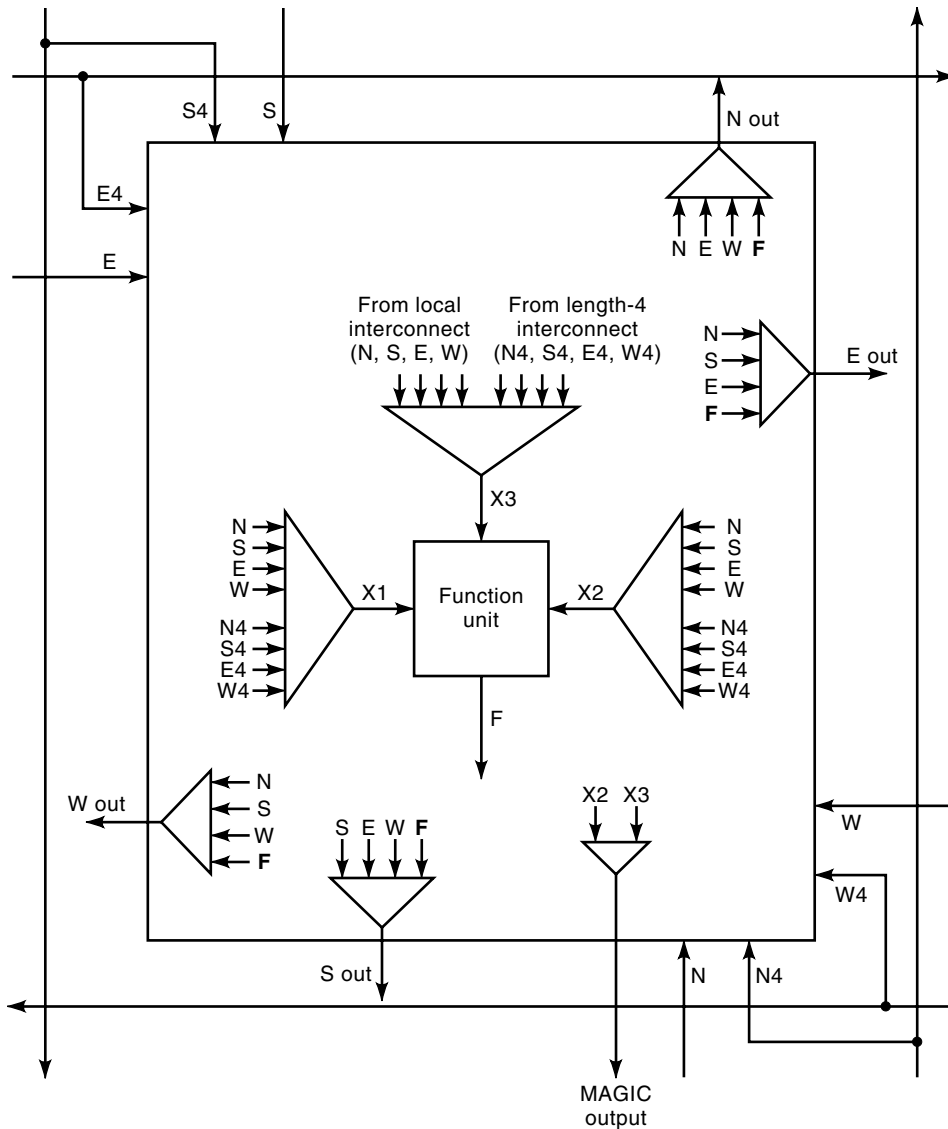 S4
S
N out
E4
N E W F
E
From local
interconnect
(N, S, E, W)
From length-4
interconnect
(N4, S4, E4, W4)
N
S
E
F
E out
X3
N
S
E
W
N4
S4
E4
W4
X1
Function
unit
X2
N
S
E
W
N4
S4
E4
W4
F
W out
N
S
W
F
S E W F
X2 X3
W
W4
S out
N
N4
MAGIC
output